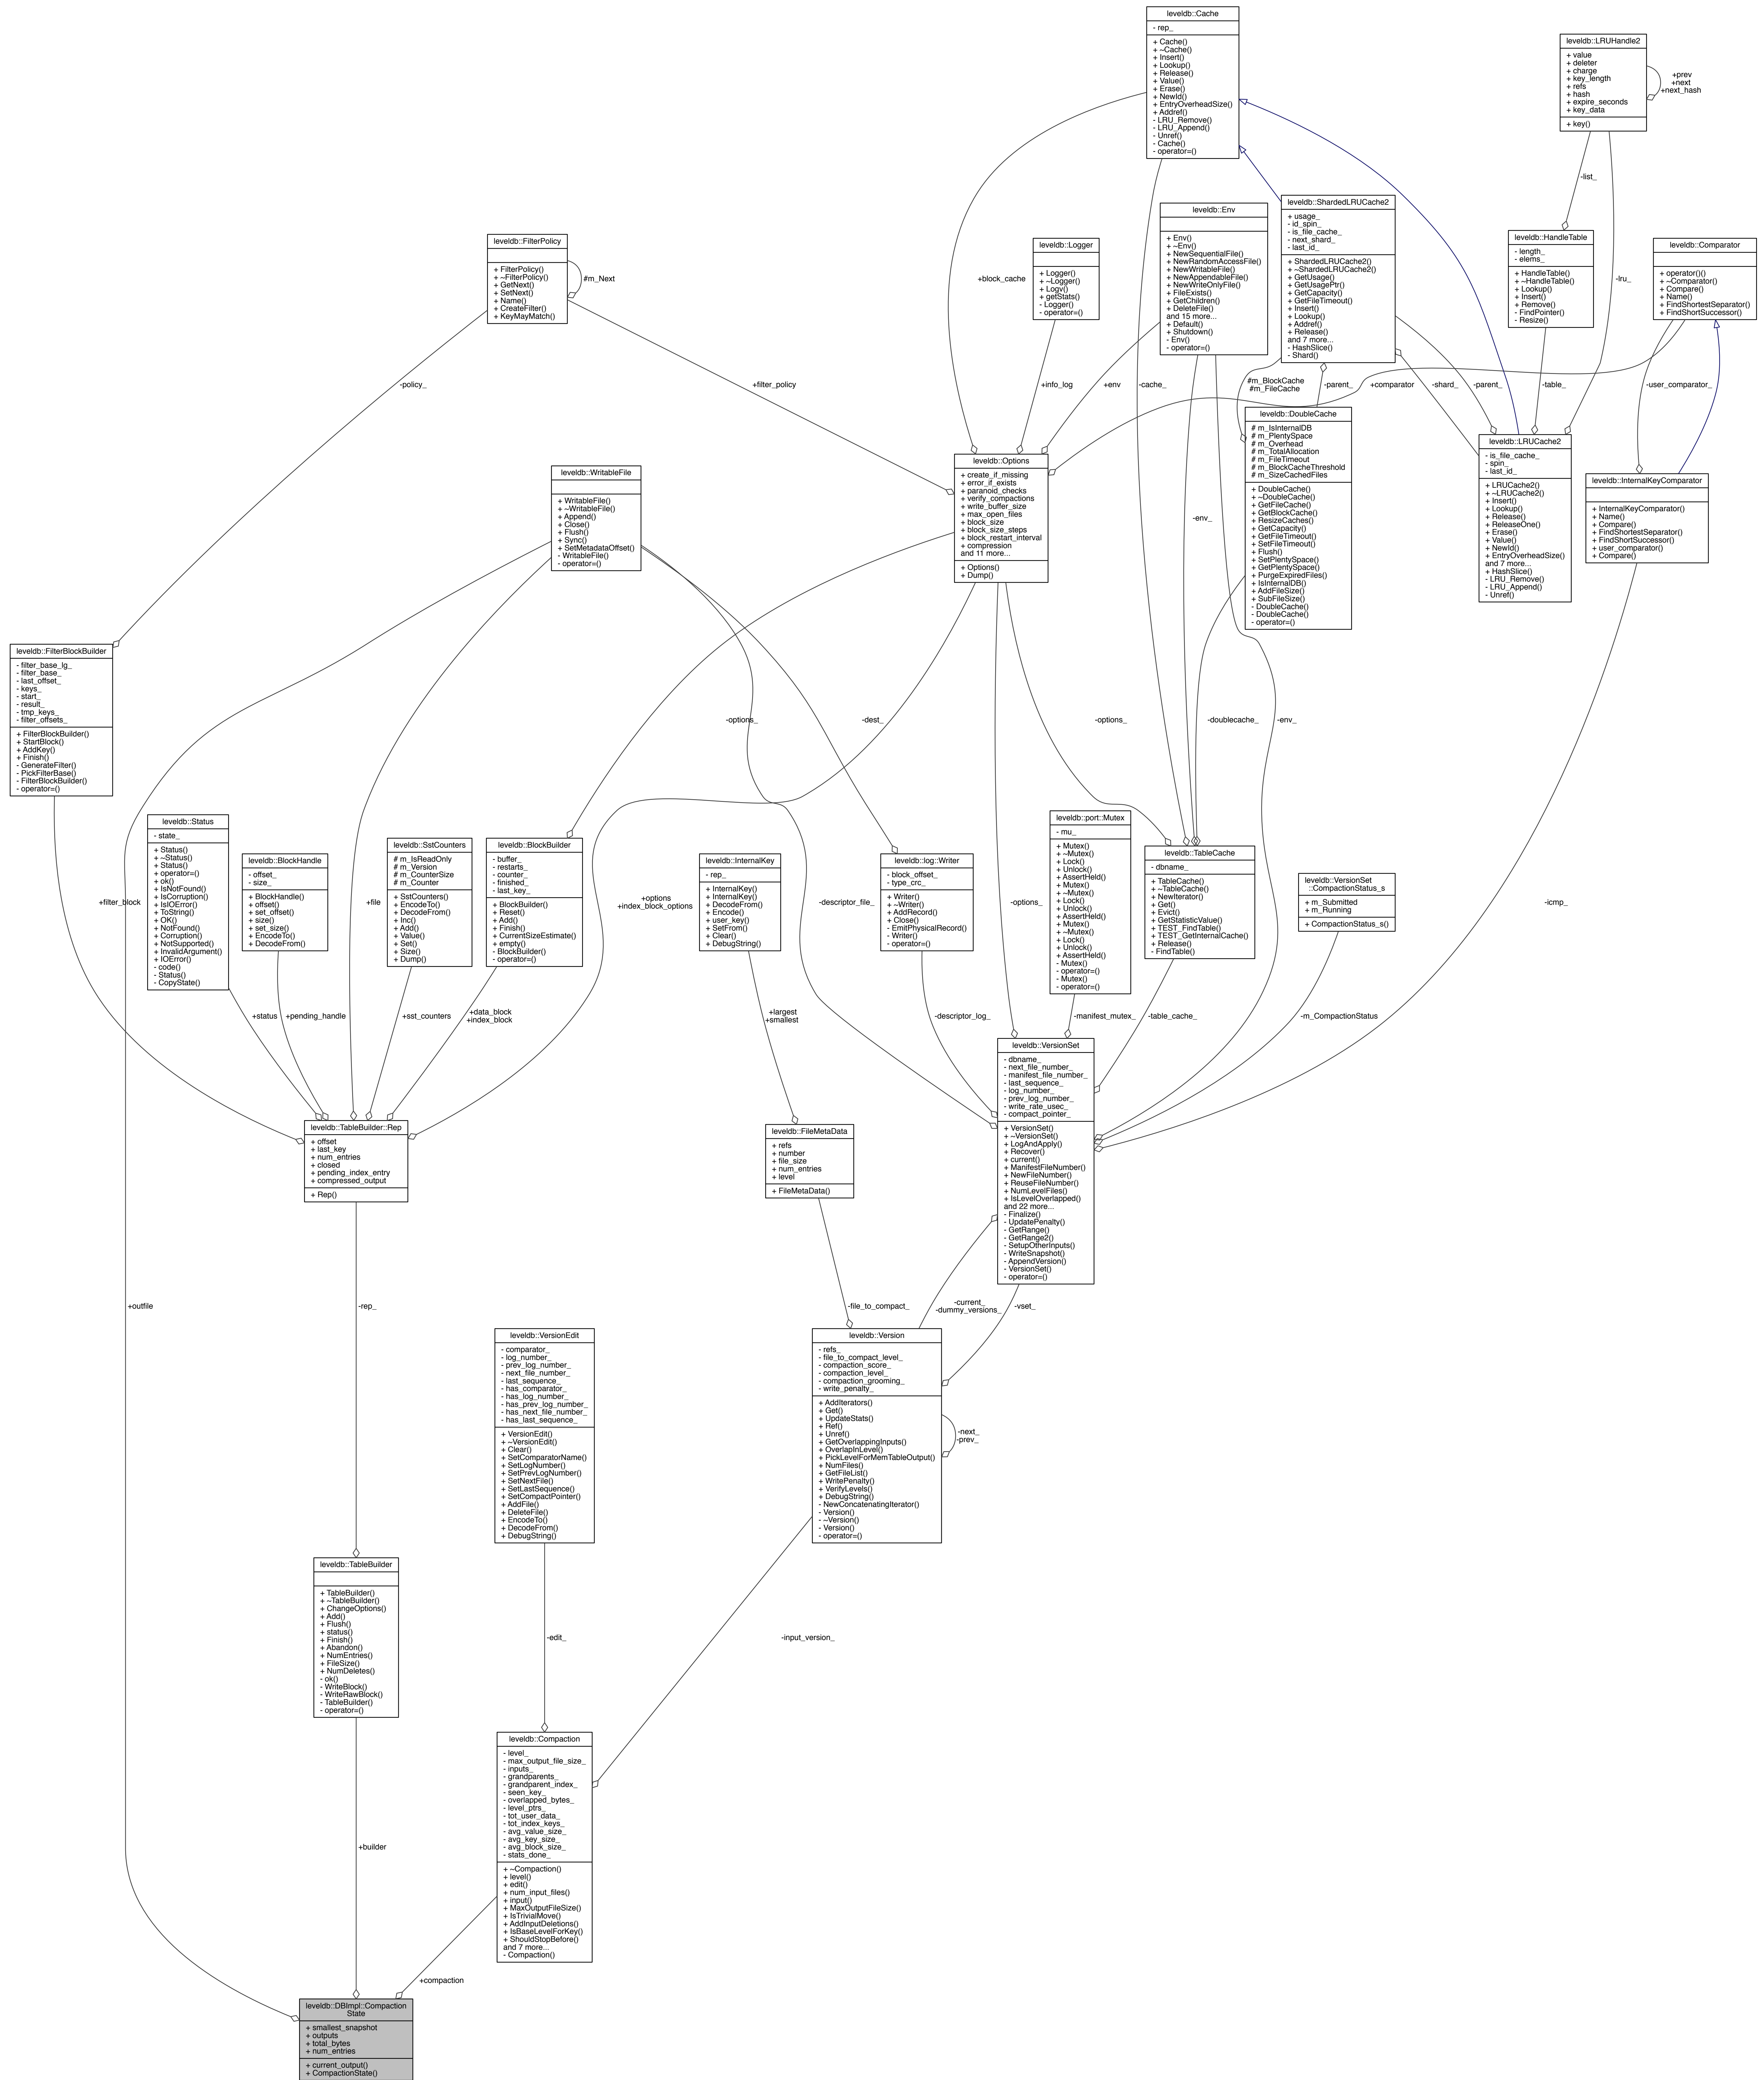 leveldb::Cache
- rep_
+ Cache()
+ ~Cache()
+ Insert()
+ Lookup()
+ Release()
+ Value()
+ Erase()
+ NewId()
+ EntryOverheadSize()
+ Addref()
- LRU_Remove()
- LRU_Append()
- Unref()
- Cache()
- operator=()
leveldb::LRUHandle2
+ value
+ deleter
+ charge
+ key_length
+ refs
+ hash
+ expire_seconds
+ key_data
+ key()
+prev
+next
+next_hash
leveldb::ShardedLRUCache2
+ usage_
- id_spin_
- is_file_cache_
- next_shard_
- last_id_
+ ShardedLRUCache2()
+ ~ShardedLRUCache2()
+ GetUsage()
+ GetUsagePtr()
+ GetCapacity()
+ GetFileTimeout()
+ Insert()
+ Lookup()
+ Addref()
+ Release()
and 7 more...
- HashSlice()
- Shard()
-list_
leveldb::Env
+ Env()
+ ~Env()
+ NewSequentialFile()
+ NewRandomAccessFile()
+ NewWritableFile()
+ NewAppendableFile()
+ NewWriteOnlyFile()
+ FileExists()
+ GetChildren()
+ DeleteFile()
and 15 more...
+ Default()
+ Shutdown()
- Env()
- operator=()
leveldb::FilterPolicy
+ FilterPolicy()
+ ~FilterPolicy()
+ GetNext()
+ SetNext()
+ Name()
+ CreateFilter()
+ KeyMayMatch()
#m_Next
leveldb::Logger
+ Logger()
+ ~Logger()
+ Logv()
+ getStats()
- Logger()
- operator=()
+block_cache
leveldb::HandleTable
- length_
- elems_
+ HandleTable()
+ ~HandleTable()
+ Lookup()
+ Insert()
+ Remove()
- FindPointer()
- Resize()
-lru_
leveldb::Comparator
+ operator()()
+ ~Comparator()
+ Compare()
+ Name()
+ FindShortestSeparator()
+ FindShortSuccessor()
-policy_
+filter_policy
+info_log
+env
-cache_
#m_BlockCache
#m_FileCache
-parent_
+comparator
-shard_
-parent_
-table_
-user_comparator_
leveldb::DoubleCache
# m_IsInternalDB
# m_PlentySpace
# m_Overhead
# m_TotalAllocation
# m_FileTimeout
# m_BlockCacheThreshold
# m_SizeCachedFiles
+ DoubleCache()
+ ~DoubleCache()
+ GetFileCache()
+ GetBlockCache()
+ ResizeCaches()
+ GetCapacity()
+ GetFileTimeout()
+ SetFileTimeout()
+ Flush()
+ SetPlentySpace()
+ GetPlentySpace()
+ PurgeExpiredFiles()
+ IsInternalDB()
+ AddFileSize()
+ SubFileSize()
- DoubleCache()
- DoubleCache()
- operator=()
leveldb::LRUCache2
- is_file_cache_
- spin_
- last_id_
+ LRUCache2()
+ ~LRUCache2()
+ Insert()
+ Lookup()
+ Release()
+ ReleaseOne()
+ Erase()
+ Value()
+ NewId()
+ EntryOverheadSize()
and 7 more...
+ HashSlice()
- LRU_Remove()
- LRU_Append()
- Unref()
leveldb::Options
+ create_if_missing
+ error_if_exists
+ paranoid_checks
+ verify_compactions
+ write_buffer_size
+ max_open_files
+ block_size
+ block_size_steps
+ block_restart_interval
+ compression
and 11 more...
+ Options()
+ Dump()
leveldb::WritableFile
+ WritableFile()
+ ~WritableFile()
+ Append()
+ Close()
+ Flush()
+ Sync()
+ SetMetadataOffset()
- WritableFile()
- operator=()
leveldb::InternalKeyComparator
+ InternalKeyComparator()
+ Name()
+ Compare()
+ FindShortestSeparator()
+ FindShortSuccessor()
+ user_comparator()
+ Compare()
-env_
leveldb::FilterBlockBuilder
- filter_base_lg_
- filter_base_
- last_offset_
- keys_
- start_
- result_
- tmp_keys_
- filter_offsets_
+ FilterBlockBuilder()
+ StartBlock()
+ AddKey()
+ Finish()
- GenerateFilter()
- PickFilterBase()
- FilterBlockBuilder()
- operator=()
-options_
-dest_
-options_
-doublecache_
-env_
leveldb::Status
- state_
+ Status()
+ ~Status()
+ Status()
+ operator=()
+ ok()
+ IsNotFound()
+ IsCorruption()
+ IsIOError()
+ ToString()
+ OK()
+ NotFound()
+ Corruption()
+ NotSupported()
+ InvalidArgument()
+ IOError()
- code()
- Status()
- CopyState()
leveldb::BlockHandle
- offset_
- size_
+ BlockHandle()
+ offset()
+ set_offset()
+ size()
+ set_size()
+ EncodeTo()
+ DecodeFrom()
leveldb::SstCounters
# m_IsReadOnly
# m_Version
# m_CounterSize
# m_Counter
+ SstCounters()
+ EncodeTo()
+ DecodeFrom()
+ Inc()
+ Add()
+ Value()
+ Set()
+ Size()
+ Dump()
leveldb::BlockBuilder
- buffer_
- restarts_
- counter_
- finished_
- last_key_
+ BlockBuilder()
+ Reset()
+ Add()
+ Finish()
+ CurrentSizeEstimate()
+ empty()
- BlockBuilder()
- operator=()
leveldb::InternalKey
- rep_
+ InternalKey()
+ InternalKey()
+ DecodeFrom()
+ Encode()
+ user_key()
+ SetFrom()
+ Clear()
+ DebugString()
leveldb::log::Writer
- block_offset_
- type_crc_
+ Writer()
+ ~Writer()
+ AddRecord()
+ Close()
- EmitPhysicalRecord()
- Writer()
- operator=()
leveldb::port::Mutex
- mu_
+ Mutex()
+ ~Mutex()
+ Lock()
+ Unlock()
+ AssertHeld()
+ Mutex()
+ ~Mutex()
+ Lock()
+ Unlock()
+ AssertHeld()
+ Mutex()
+ ~Mutex()
+ Lock()
+ Unlock()
+ AssertHeld()
- Mutex()
- operator=()
- Mutex()
- operator=()
leveldb::TableCache
- dbname_
+ TableCache()
+ ~TableCache()
+ NewIterator()
+ Get()
+ Evict()
+ GetStatisticValue()
+ TEST_FindTable()
+ TEST_GetInternalCache()
+ Release()
- FindTable()
leveldb::VersionSet
::CompactionStatus_s
+ m_Submitted
+ m_Running
+ CompactionStatus_s()
+filter_block
+file
+options
+index_block_options
-descriptor_file_
-options_
-icmp_
+status
+pending_handle
+sst_counters
+data_block
+index_block
+largest
+smallest
-descriptor_log_
-manifest_mutex_
-table_cache_
-m_CompactionStatus
leveldb::VersionSet
- dbname_
- next_file_number_
- manifest_file_number_
- last_sequence_
- log_number_
- prev_log_number_
- write_rate_usec_
- compact_pointer_
+ VersionSet()
+ ~VersionSet()
+ LogAndApply()
+ Recover()
+ current()
+ ManifestFileNumber()
+ NewFileNumber()
+ ReuseFileNumber()
+ NumLevelFiles()
+ IsLevelOverlapped()
and 22 more...
- Finalize()
- UpdatePenalty()
- GetRange()
- GetRange2()
- SetupOtherInputs()
- WriteSnapshot()
- AppendVersion()
- VersionSet()
- operator=()
leveldb::TableBuilder::Rep
+ offset
+ last_key
+ num_entries
+ closed
+ pending_index_entry
+ compressed_output
+ Rep()
leveldb::FileMetaData
+ refs
+ number
+ file_size
+ num_entries
+ level
+ FileMetaData()
+outfile
-rep_
-file_to_compact_
-current_
-dummy_versions_
-vset_
leveldb::VersionEdit
- comparator_
- log_number_
- prev_log_number_
- next_file_number_
- last_sequence_
- has_comparator_
- has_log_number_
- has_prev_log_number_
- has_next_file_number_
- has_last_sequence_
+ VersionEdit()
+ ~VersionEdit()
+ Clear()
+ SetComparatorName()
+ SetLogNumber()
+ SetPrevLogNumber()
+ SetNextFile()
+ SetLastSequence()
+ SetCompactPointer()
+ AddFile()
+ DeleteFile()
+ EncodeTo()
+ DecodeFrom()
+ DebugString()
leveldb::Version
- refs_
- file_to_compact_level_
- compaction_score_
- compaction_level_
- compaction_grooming_
- write_penalty_
+ AddIterators()
+ Get()
+ UpdateStats()
+ Ref()
+ Unref()
+ GetOverlappingInputs()
+ OverlapInLevel()
+ PickLevelForMemTableOutput()
+ NumFiles()
+ GetFileList()
+ WritePenalty()
+ VerifyLevels()
+ DebugString()
- NewConcatenatingIterator()
- Version()
- ~Version()
- Version()
- operator=()
-next_
-prev_
leveldb::TableBuilder
+ TableBuilder()
+ ~TableBuilder()
+ ChangeOptions()
+ Add()
+ Flush()
+ status()
+ Finish()
+ Abandon()
+ NumEntries()
+ FileSize()
+ NumDeletes()
- ok()
- WriteBlock()
- WriteRawBlock()
- TableBuilder()
- operator=()
-edit_
-input_version_
leveldb::Compaction
- level_
- max_output_file_size_
- inputs_
- grandparents_
- grandparent_index_
- seen_key_
- overlapped_bytes_
- level_ptrs_
- tot_user_data_
- tot_index_keys_
- avg_value_size_
- avg_key_size_
- avg_block_size_
- stats_done_
+ ~Compaction()
+ level()
+ edit()
+ num_input_files()
+ input()
+ MaxOutputFileSize()
+ IsTrivialMove()
+ AddInputDeletions()
+ IsBaseLevelForKey()
+ ShouldStopBefore()
and 7 more...
- Compaction()
+builder
+compaction
leveldb::DBImpl::Compaction
State
+ smallest_snapshot
+ outputs
+ total_bytes
+ num_entries
+ current_output()
+ CompactionState()